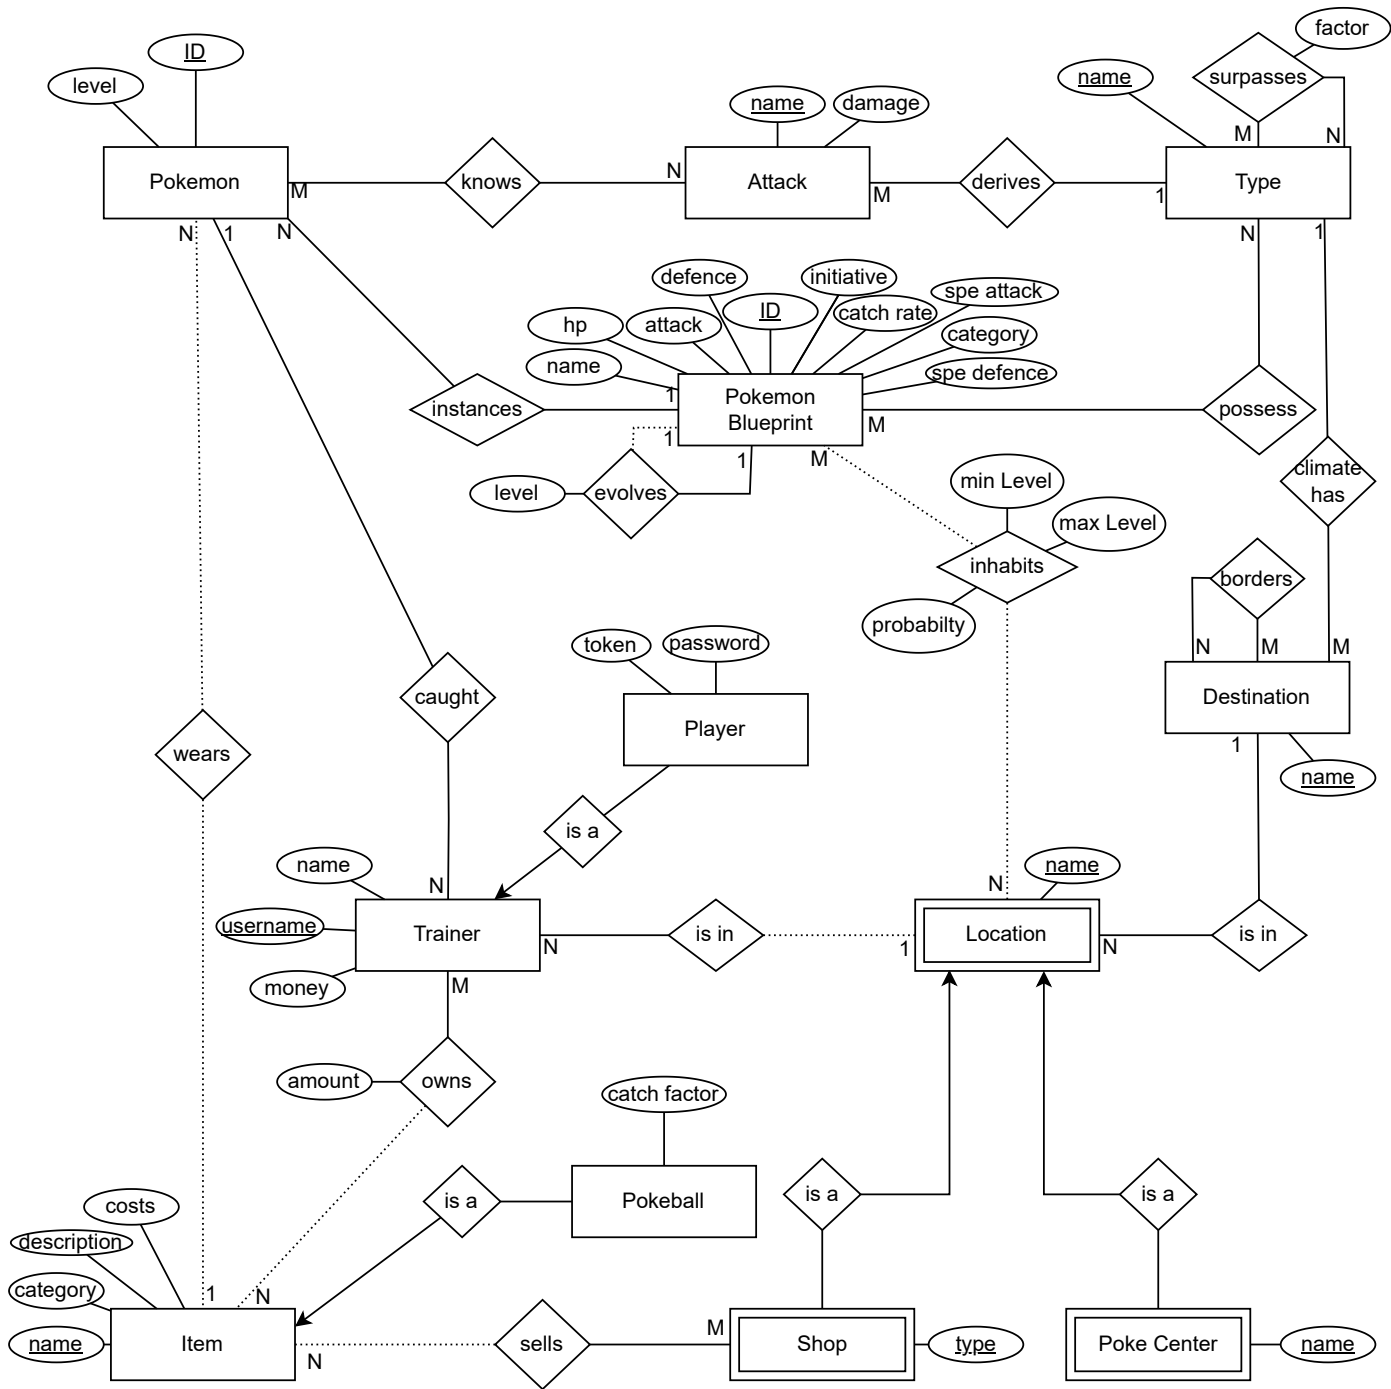 factor
ID
level
name
surpasses
name
damage
M
N
Pokemon
M
knows
N
Attack
M
derives
1
Type
N
1
N
N
1
defence
initiative
spe attack
ID
catch rate
hp
attack
category
name
spe defence
1
Pokemon
Blueprint
instances
M
possess
1
1
M
climate
has
level
evolves
min Level
max Level
inhabits
borders
probabilty
token
password
N
M
M
caught
Player
Destination
wears
1
name
is a
name
N
N
name
username
Trainer
N
is in
1
Location
N
is in
money
M
amount
owns
catch factor
costs
is a
Pokeball
is a
is a
description
category
1
N
name
Item
N
sells
M
Shop
type
Poke Center
name